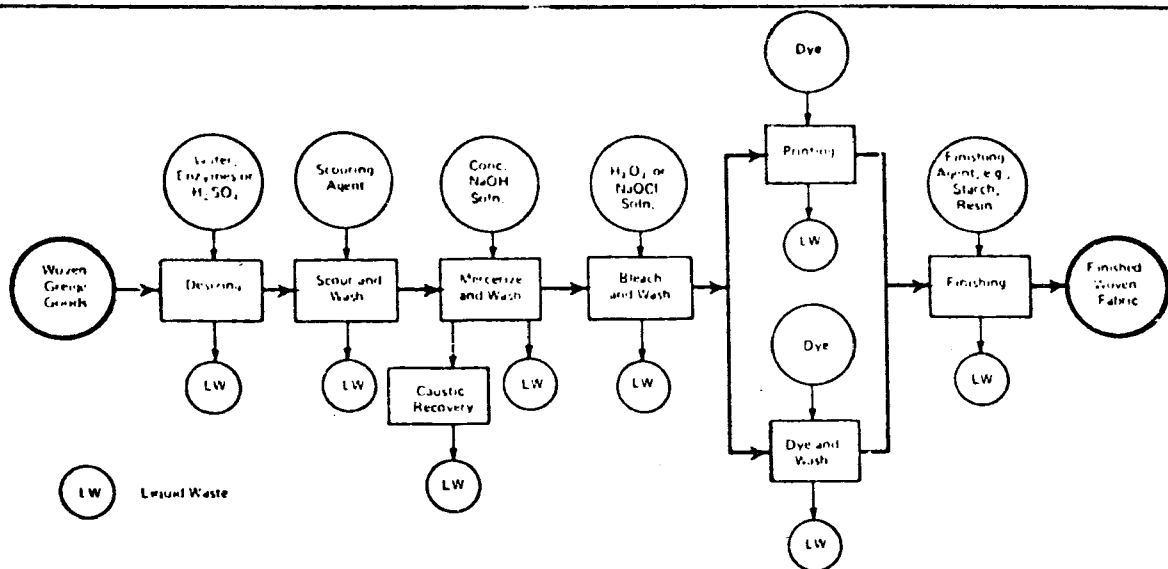 Dye
Printing
LW
Water,
Enzymes or
H₂SO₄
Scouring
Agent
Conc.
NaOH
Soltn.
H₂O₂ or
NaOCl
Soltn.
Finishing
Agent, e.g.,
Starch,
Resin
Woven
Greige
Goods
Desizing
Scour and
Wash
Mercerize
and Wash
Bleach
and Wash
Finishing
Finished
Woven
Fabric
LW
LW
Caustic
Recovery
LW
LW
LW
Dye
Dye and
Wash
LW
LW
LW
Liquid Waste